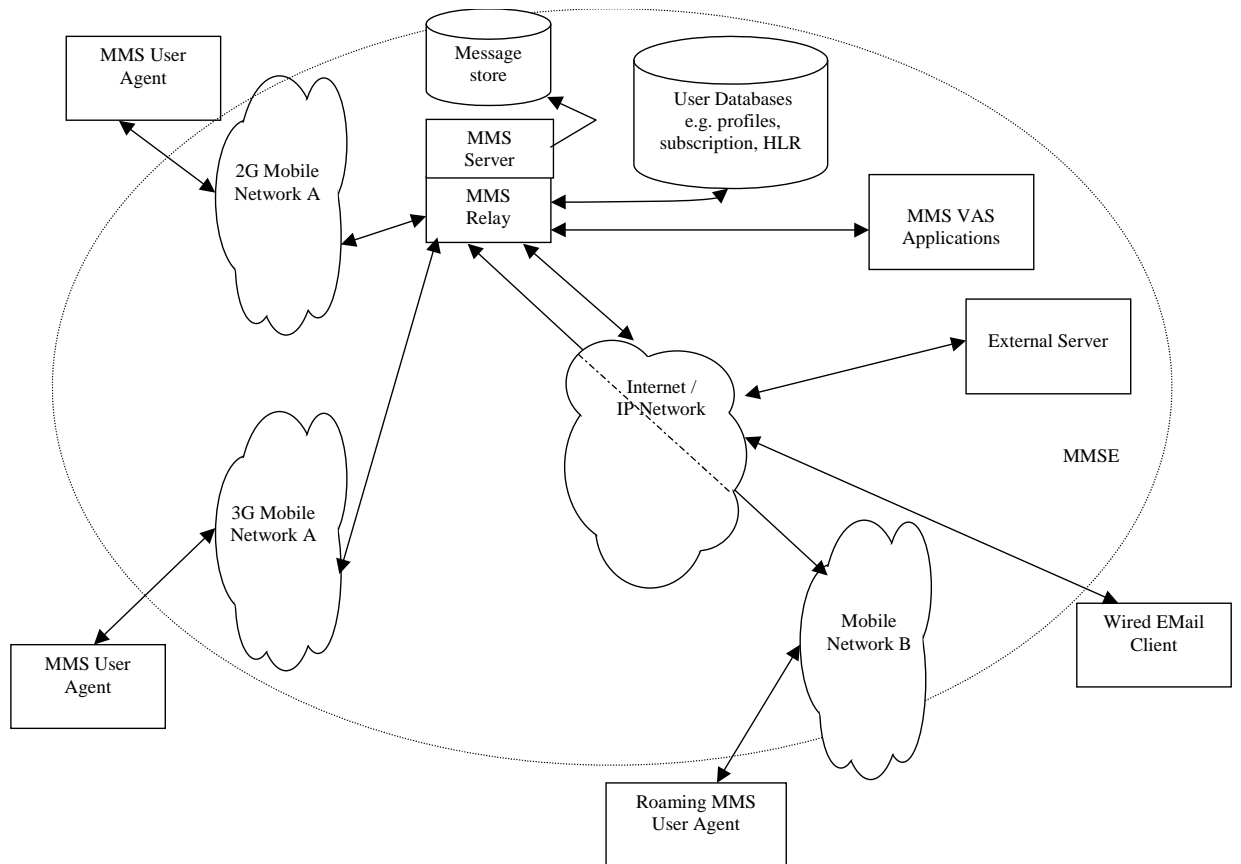 MMS User
Agent
Message
store
User Databases
e.g. profiles,
subscription, HLR
MMS
Server
2G Mobile
Network A
MMS
Relay
MMS VAS
Applications
External Server
Internet /
IP Network
MMSE
3G Mobile
Network A
Mobile
Network B
Wired EMail
Client
MMS User
Agent
Roaming MMS
User Agent